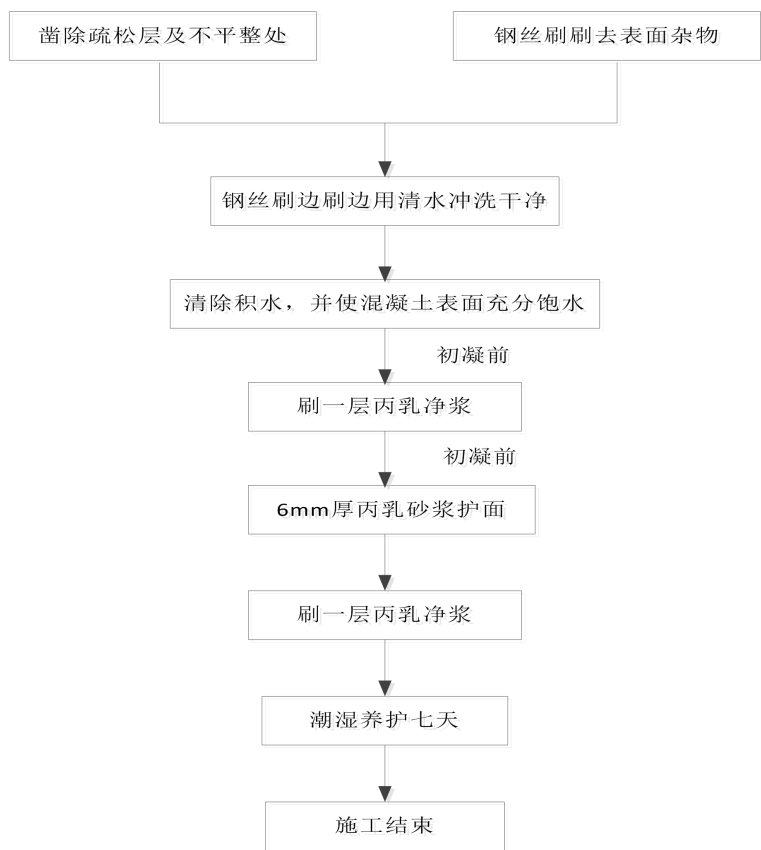 凿除疏松层及不平整处
钢丝刷刷去表面杂物
钢丝刷边刷边用清水冲洗干净
清除积水，并使混凝土表面充分饱水
初凝前
刷一层丙乳净浆
初凝前
6mm厚丙乳砂浆护面
刷一层丙乳净浆
潮湿养护七天
施工结束